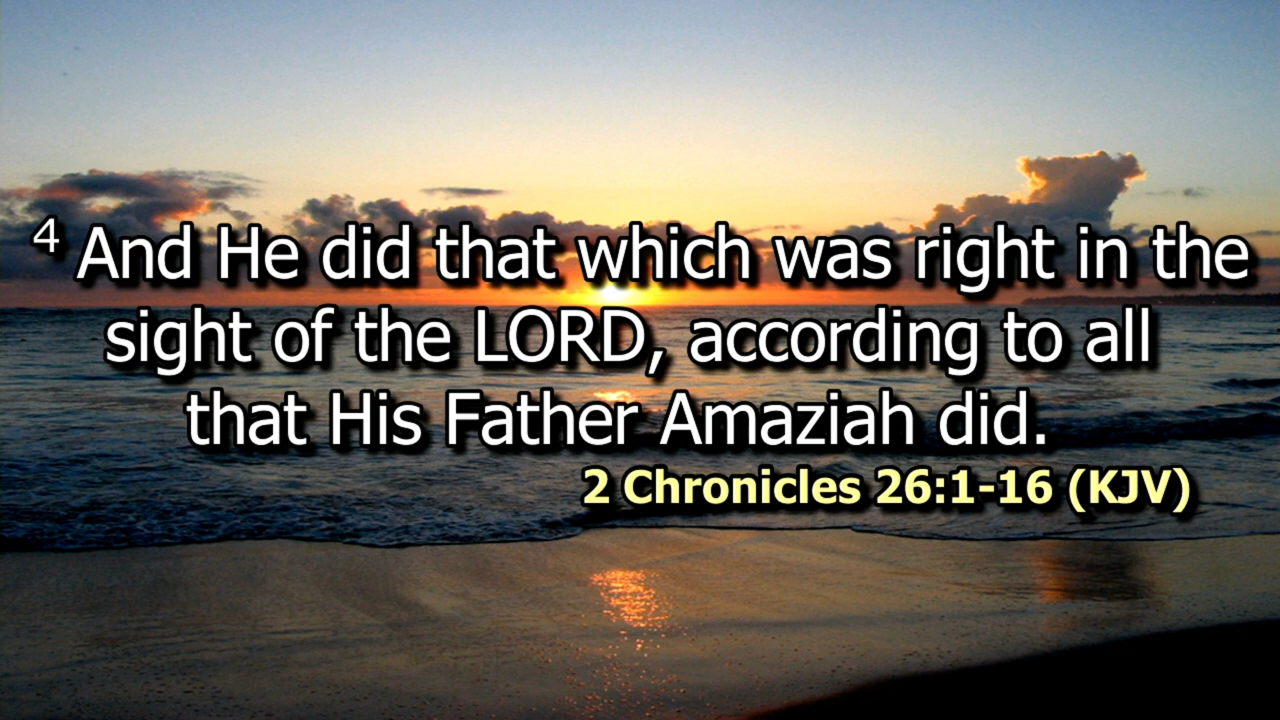 4 And He did that which was right in the
sight of the LORD, according to all
that His Father Amaziah did.
2 Chronicles 26:1-16 (KJV)